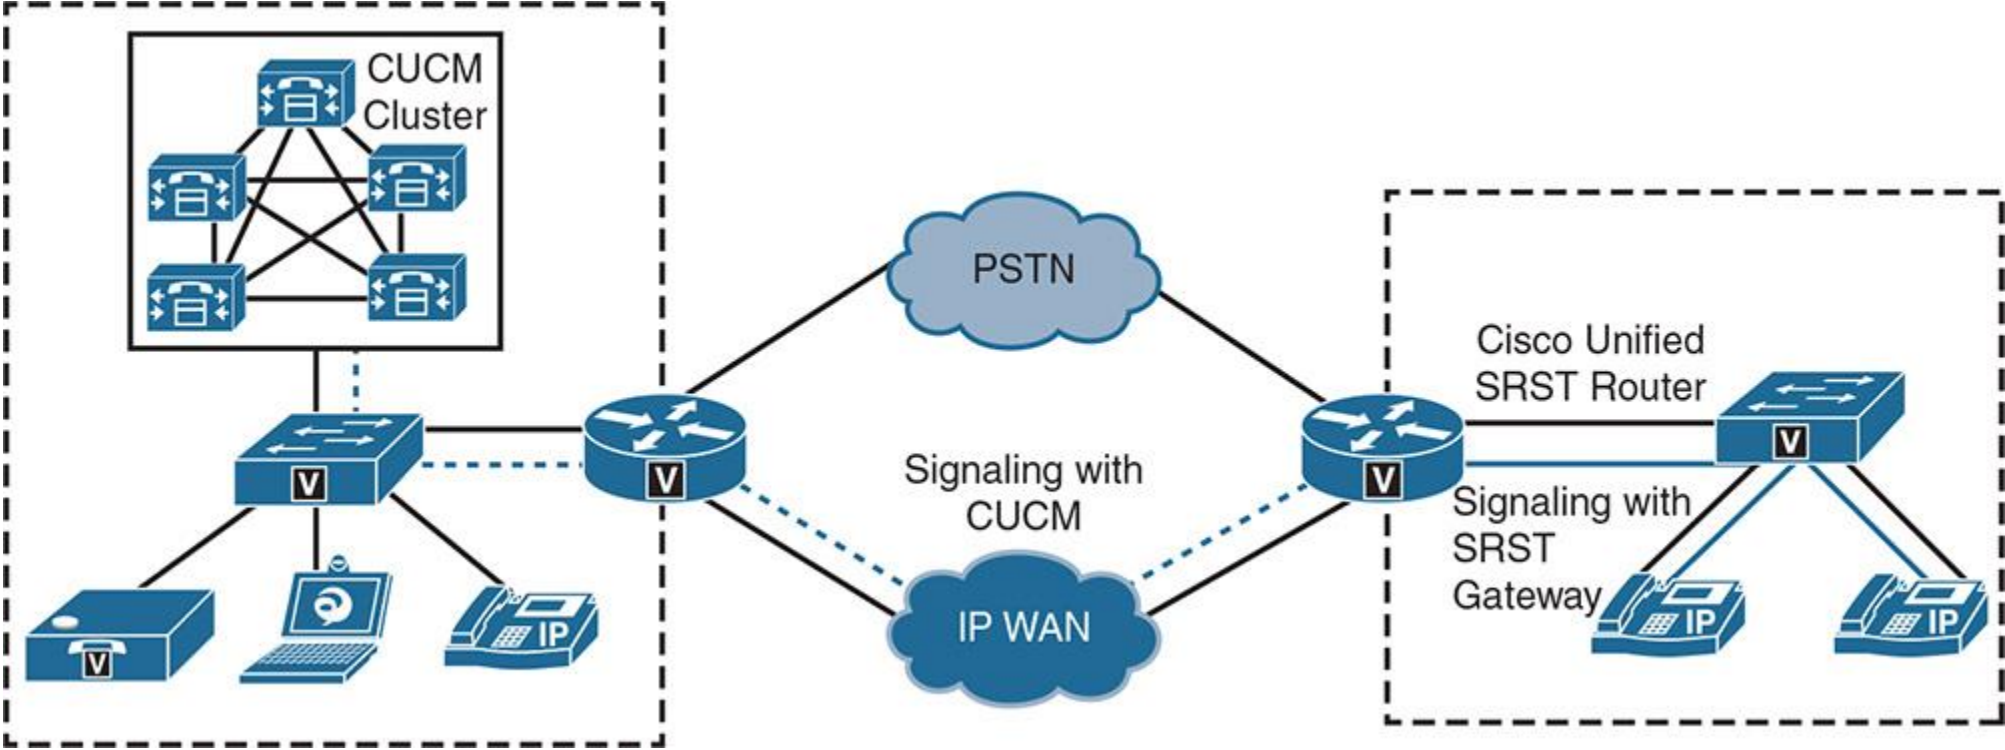 CUCM
Cluster
PSTN
Cisco Unified
SRST Router
V
V
V
V
Signaling with
CUCM
Signaling with
SRST
Gateway
IP WAN
V
IP
IP
IP